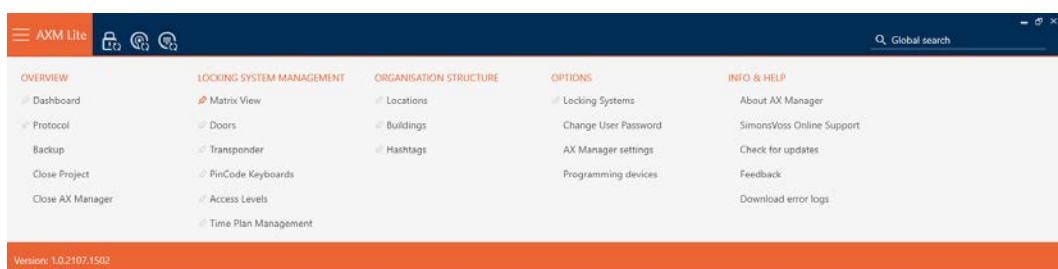 AXM Lite
Global search
OVERVIEW
Dashboard
Protocol
Backup
Close Project
Close AX Manager
LOCKING SYSTEM MANAGEMENT
Matrix View
Doors
Transponder
PinCode Keyboards
Access Levels
Time Plan Management
ORGANISATION STRUCTURE
Locations
Buildings
Hashtags
OPTIONS
Locking Systems
Change User Password
AX Manager settings
Programming devices
INFO & HELP
About AX Manager
SimonsVoss Online Support
Check for updates
Feedback
Download error logs
Version: 1.0.2107.1502